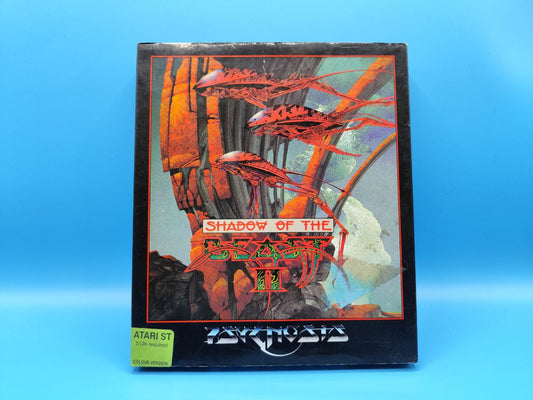 SHADOW OF THE
BEAST
II
PSYGNOSIS
ATARI ST
512k required
COLOUR VERSION